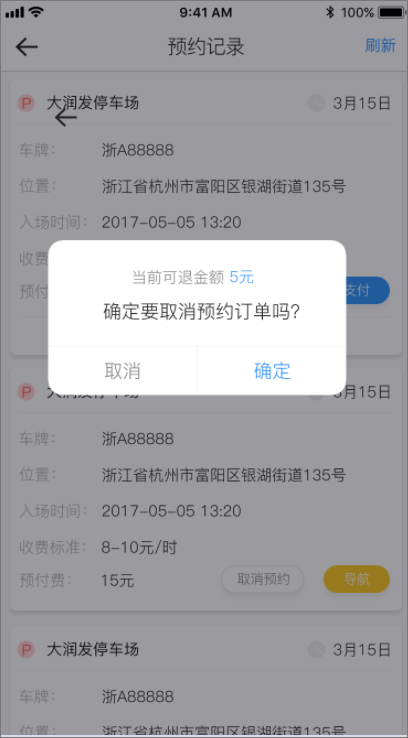 9:41 AM
100%
预约记录
刷新
P 大润发停车场 3月15日
车牌： 浙A88888
位置： 浙江省杭州市富阳区银湖街道135号
入场时间： 2017-05-05 13:20
收费
预付
支付
当前可退金额 5元
确定要取消预约订单吗?
取消 确定
P 大润发停车场 3月15日
车牌： 浙A88888
位置： 浙江省杭州市富阳区银湖街道135号
入场时间： 2017-05-05 13:20
收费标准： 8-10元/时
预付费： 15元 取消预约 导航
P 大润发停车场 3月15日
车牌： 浙A88888
位置： 浙江省杭州市富阳区银湖街道135号